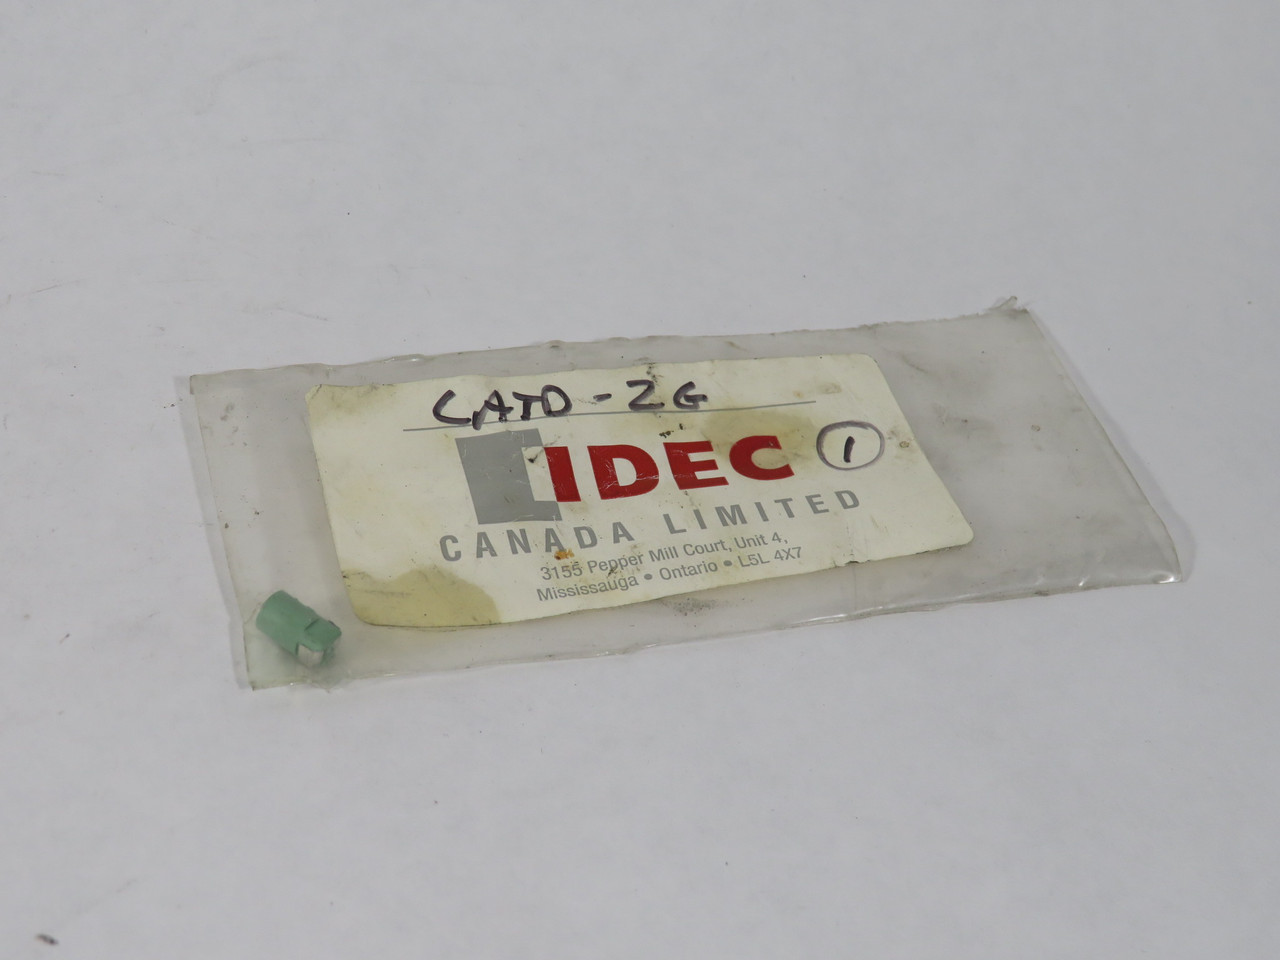 CATD-2G
IDEC 1
CANADA LIMITED
3155 Pepper Mill Court, Unit 4,
Mississauga • Ontario • L5L 4X7